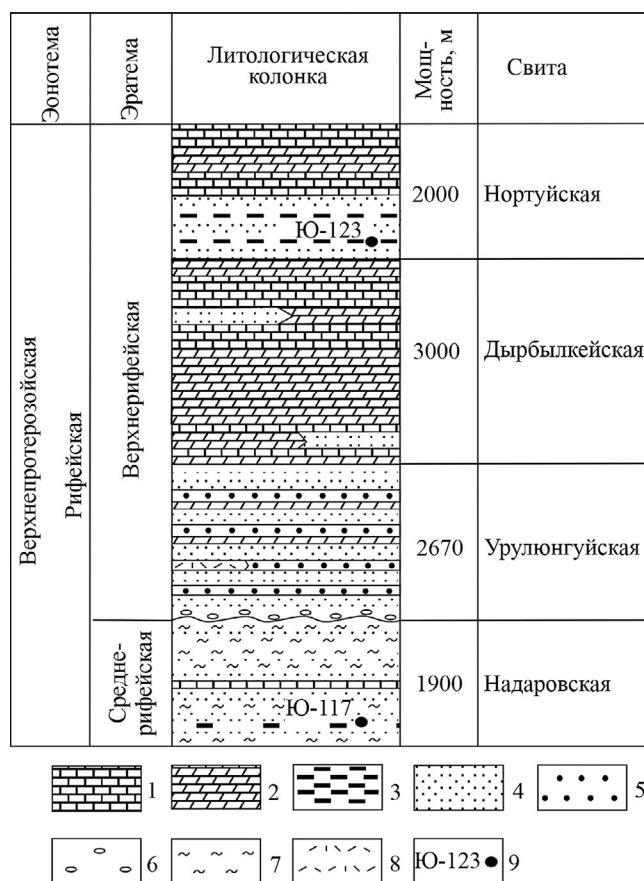 Эонотема
Эратема
Литологическая
колонка
Мощ-
ность, м
Свита
Верхнепротерозойская
Рифейская
Верхнерифейская
Средне-
рифейская
Ю-123
2000
Нортуйская
3000
Дырбылкейская
2670
Урулюнгуйская
Ю-117
1900
Надаровская
1
2
3
4
5
6
7
8
Ю-123
9